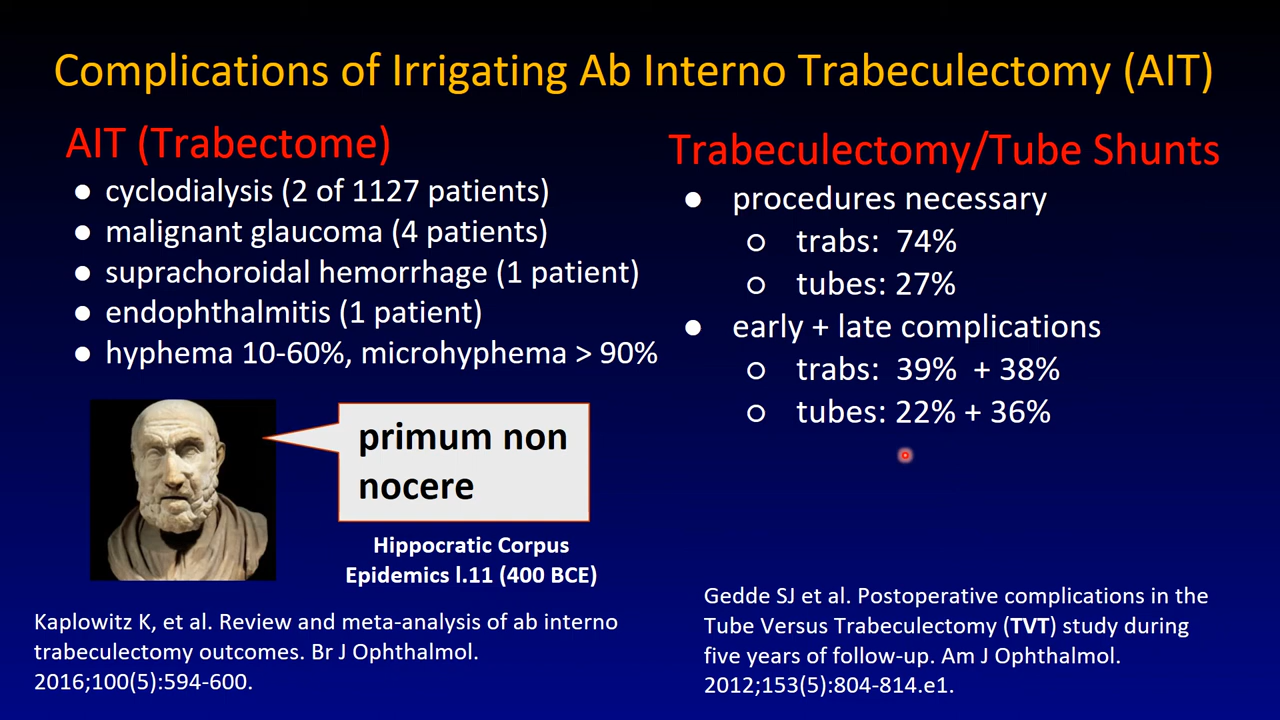 Complications of Irrigating Ab Interno Trabeculectomy (AIT)
AIT (Trabectome)
● cyclodialysis (2 of 1127 patients)
● malignant glaucoma (4 patients)
● suprachoroidal hemorrhage (1 patient)
● endophthalmitis (1 patient)
● hyphema 10-60%, microhyphema > 90%
primum non
nocere
Hippocratic Corpus
Epidemics l.11 (400 BCE)
Kaplowitz K, et al. Review and meta-analysis of ab interno
trabeculectomy outcomes. Br J Ophthalmol.
2016;100(5):594-600.
Trabeculectomy/Tube Shunts
● procedures necessary
○ trabs: 74%
○ tubes: 27%
● early + late complications
○ trabs: 39% + 38%
○ tubes: 22% + 36%
Gedde SJ et al. Postoperative complications in the
Tube Versus Trabeculectomy (TVT) study during
five years of follow-up. Am J Ophthalmol.
2012;153(5):804-814.e1.